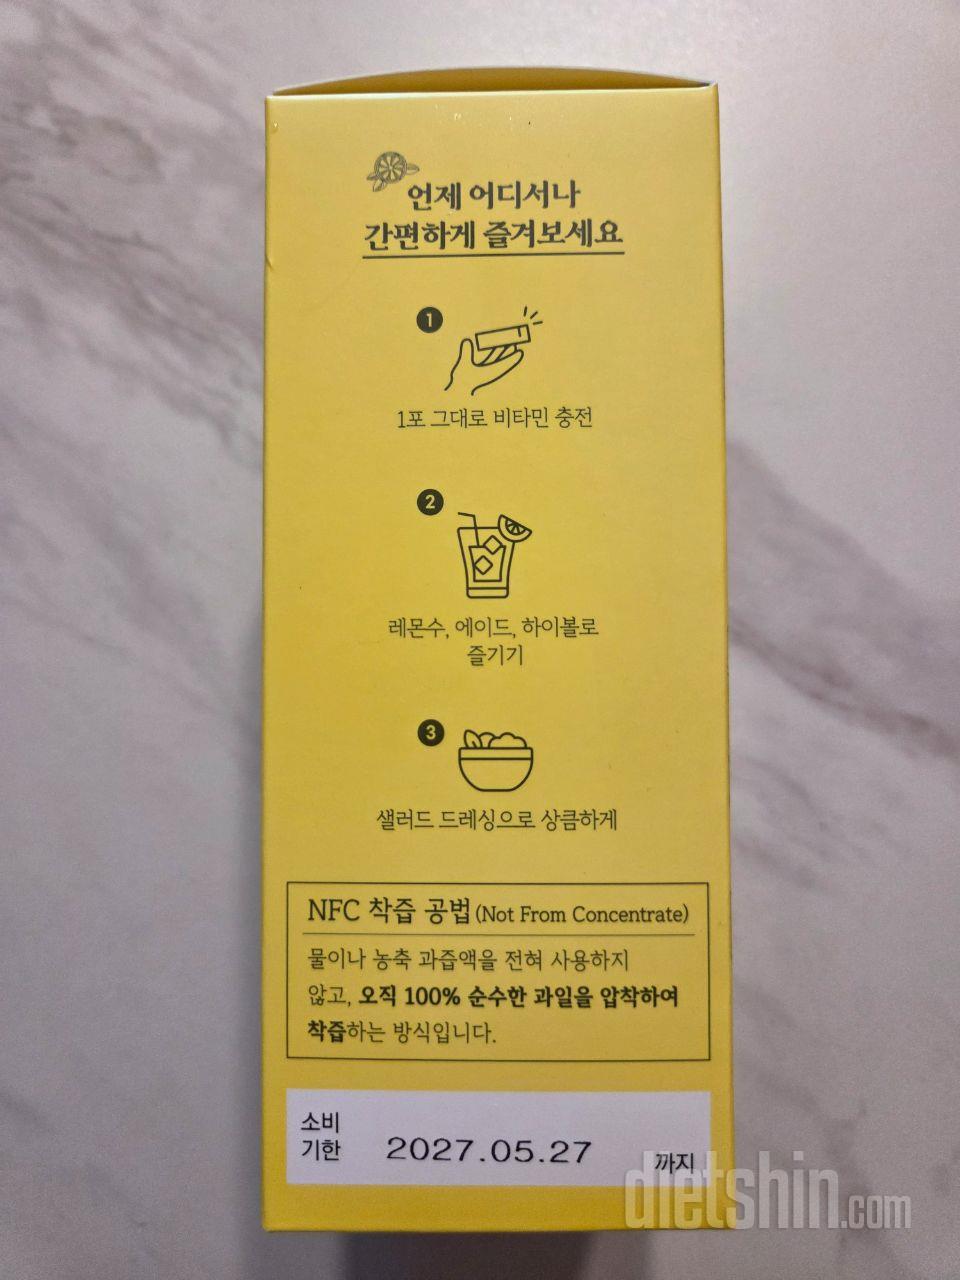 언제 어디서나
간편하게 즐겨보세요
1
1포 그대로 비타민 충전
2
레몬수, 에이드, 하이볼로
즐기기
3
샐러드 드레싱으로 상큼하게
NFC 착즙 공법(Not From Concentrate)
물이나 농축 과즙액을 전혀 사용하지
않고, 오직 100% 순수한 과일을 압착하여
착즙하는 방식입니다.
소비
기한 2027.05.27 까지
dietshin.com